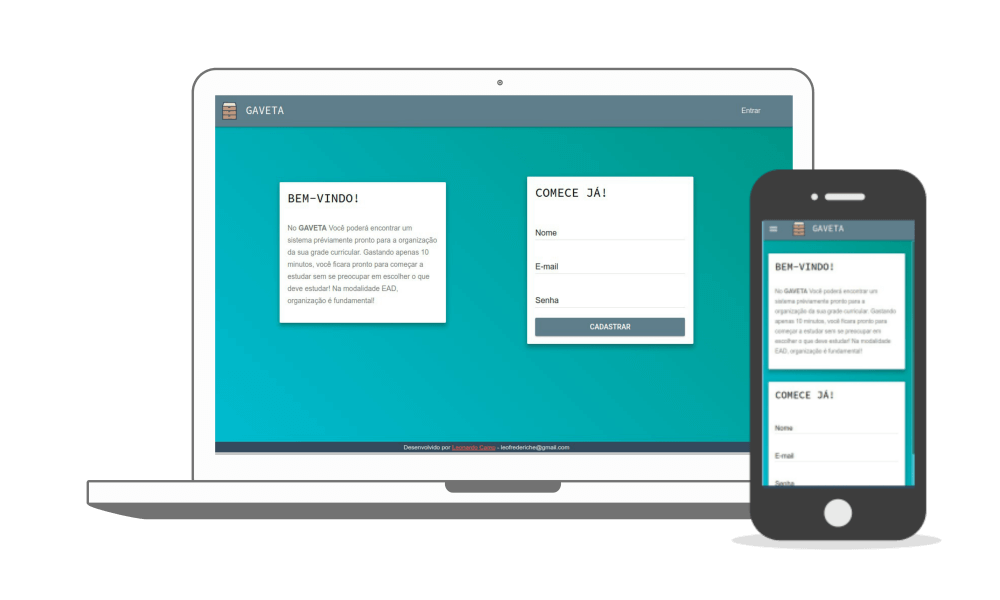 GAVETA
Entrar
BEM-VINDO!
No GAVETA Você poderá encontrar um
sistema préviamente pronto para a organização
da sua grade curricular. Gastando apenas 10
minutos, você ficara pronto para começar a
estudar sem se preocupar em escolher o que
deve estudar! Na modalidade EAD,
organização é fundamental!
COMECE JÁ!
Nome
E-mail
Senha
CADASTRAR
Desenvolvido por - leofrederiche@gmail.com
GAVETA
BEM-VINDO!
No GAVETA Você poderá encontrar um
sistema préviamente pronto para a
organização da sua grade curricular. Gastando
apenas 10 minutos, você ficara pronto para
começar a estudar sem se preocupar em
escolher o que deve estudar! Na modalidade
EAD, organização é fundamental!
COMECE JÁ!
Nome
E-mail
Senha